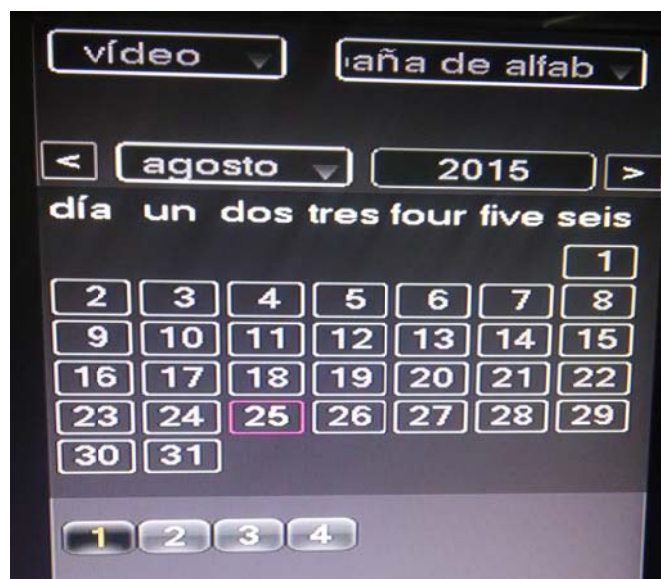 vídeo aña de alfab
< agosto 2015 >
día un dos tres four five seis
1
2 3 4 5 6 7 8
9 10 11 12 13 14 15
16 17 18 19 20 21 22
23 24 25 26 27 28 29
30 31
1 2 3 4